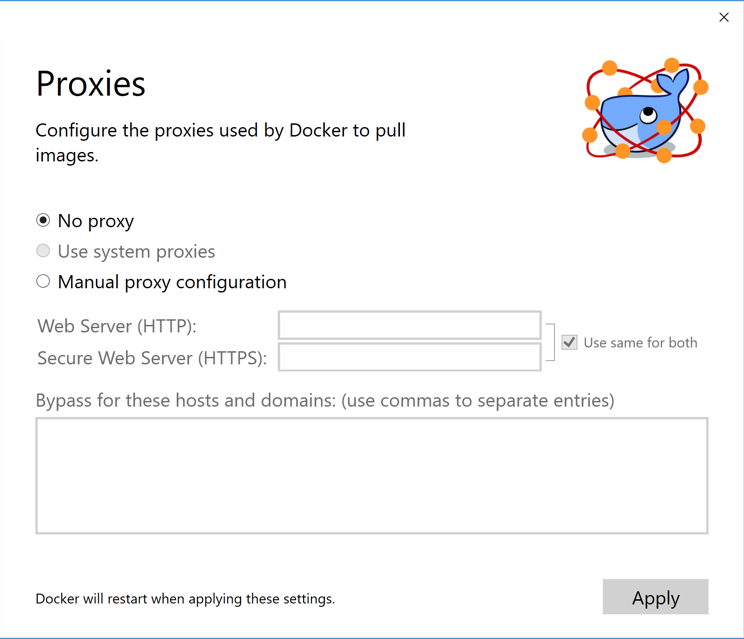 Proxies
Configure the proxies used by Docker to pull
images.
No proxy
Use system proxies
Manual proxy configuration
Web Server (HTTP):
Secure Web Server (HTTPS):
Use same for both
Bypass for these hosts and domains: (use commas to separate entries)
Docker will restart when applying these settings.
Apply